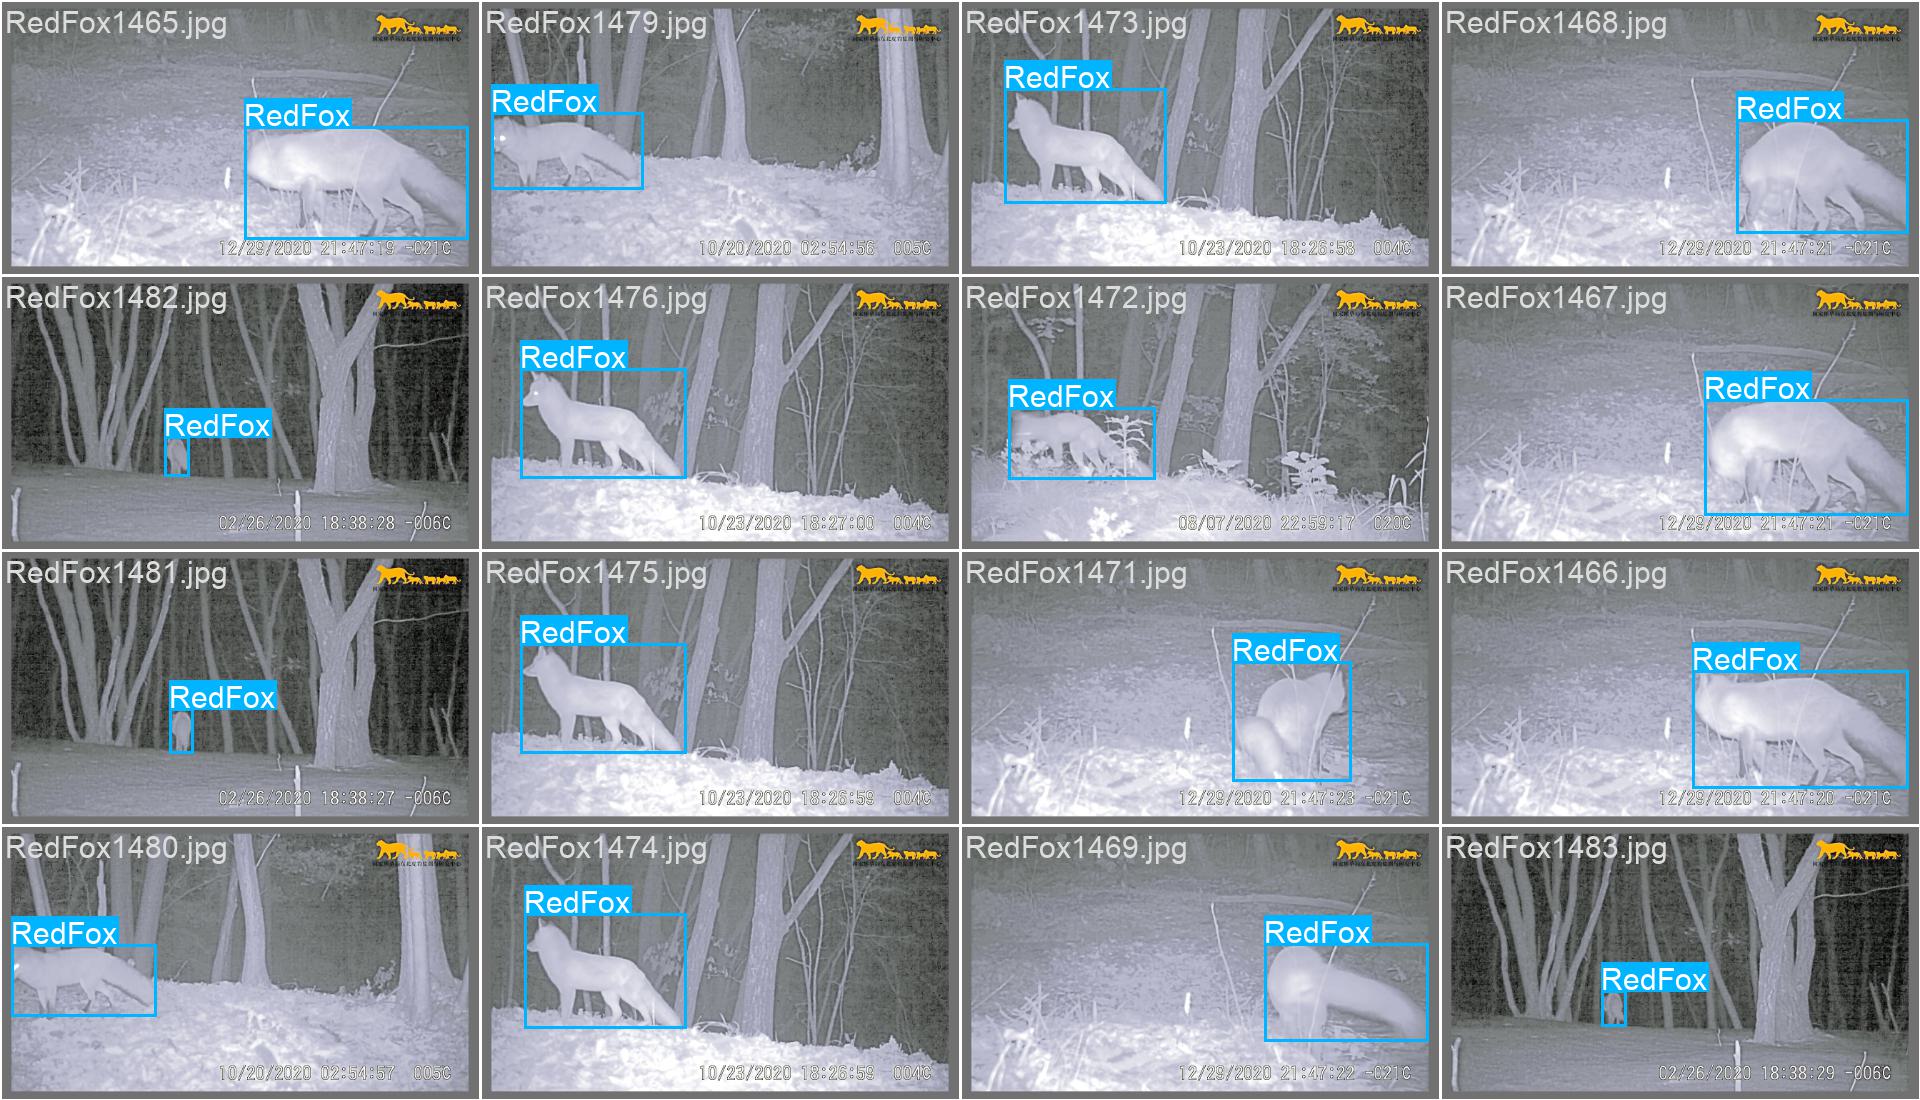 RedFox1465.jpg
RedFox
12/29/2020 21:47:19 -021C
RedFox1479.jpg
RedFox
10/20/2020 02:54:56 005C
RedFox1473.jpg
RedFox
10/23/2020 18:26:58 004C
RedFox1468.jpg
RedFox
12/29/2020 21:47:21 -021C
RedFox1482.jpg
RedFox
02/26/2020 18:38:28 -006C
RedFox1476.jpg
RedFox
10/23/2020 18:27:00 004C
RedFox1472.jpg
RedFox
08/07/2020 22:59:17 020C
RedFox1467.jpg
RedFox
12/29/2020 21:47:21 -021C
RedFox1481.jpg
RedFox
02/26/2020 18:38:27 -006C
RedFox1475.jpg
RedFox
10/23/2020 18:26:59 004C
RedFox1471.jpg
RedFox
12/29/2020 21:47:23 -021C
RedFox1466.jpg
RedFox
12/29/2020 21:47:20 -021C
RedFox1480.jpg
RedFox
10/20/2020 02:54:57 005C
RedFox1474.jpg
RedFox
10/23/2020 18:26:59 004C
RedFox1469.jpg
RedFox
12/29/2020 21:47:22 -021C
RedFox1483.jpg
RedFox
02/26/2020 18:38:29 -006C